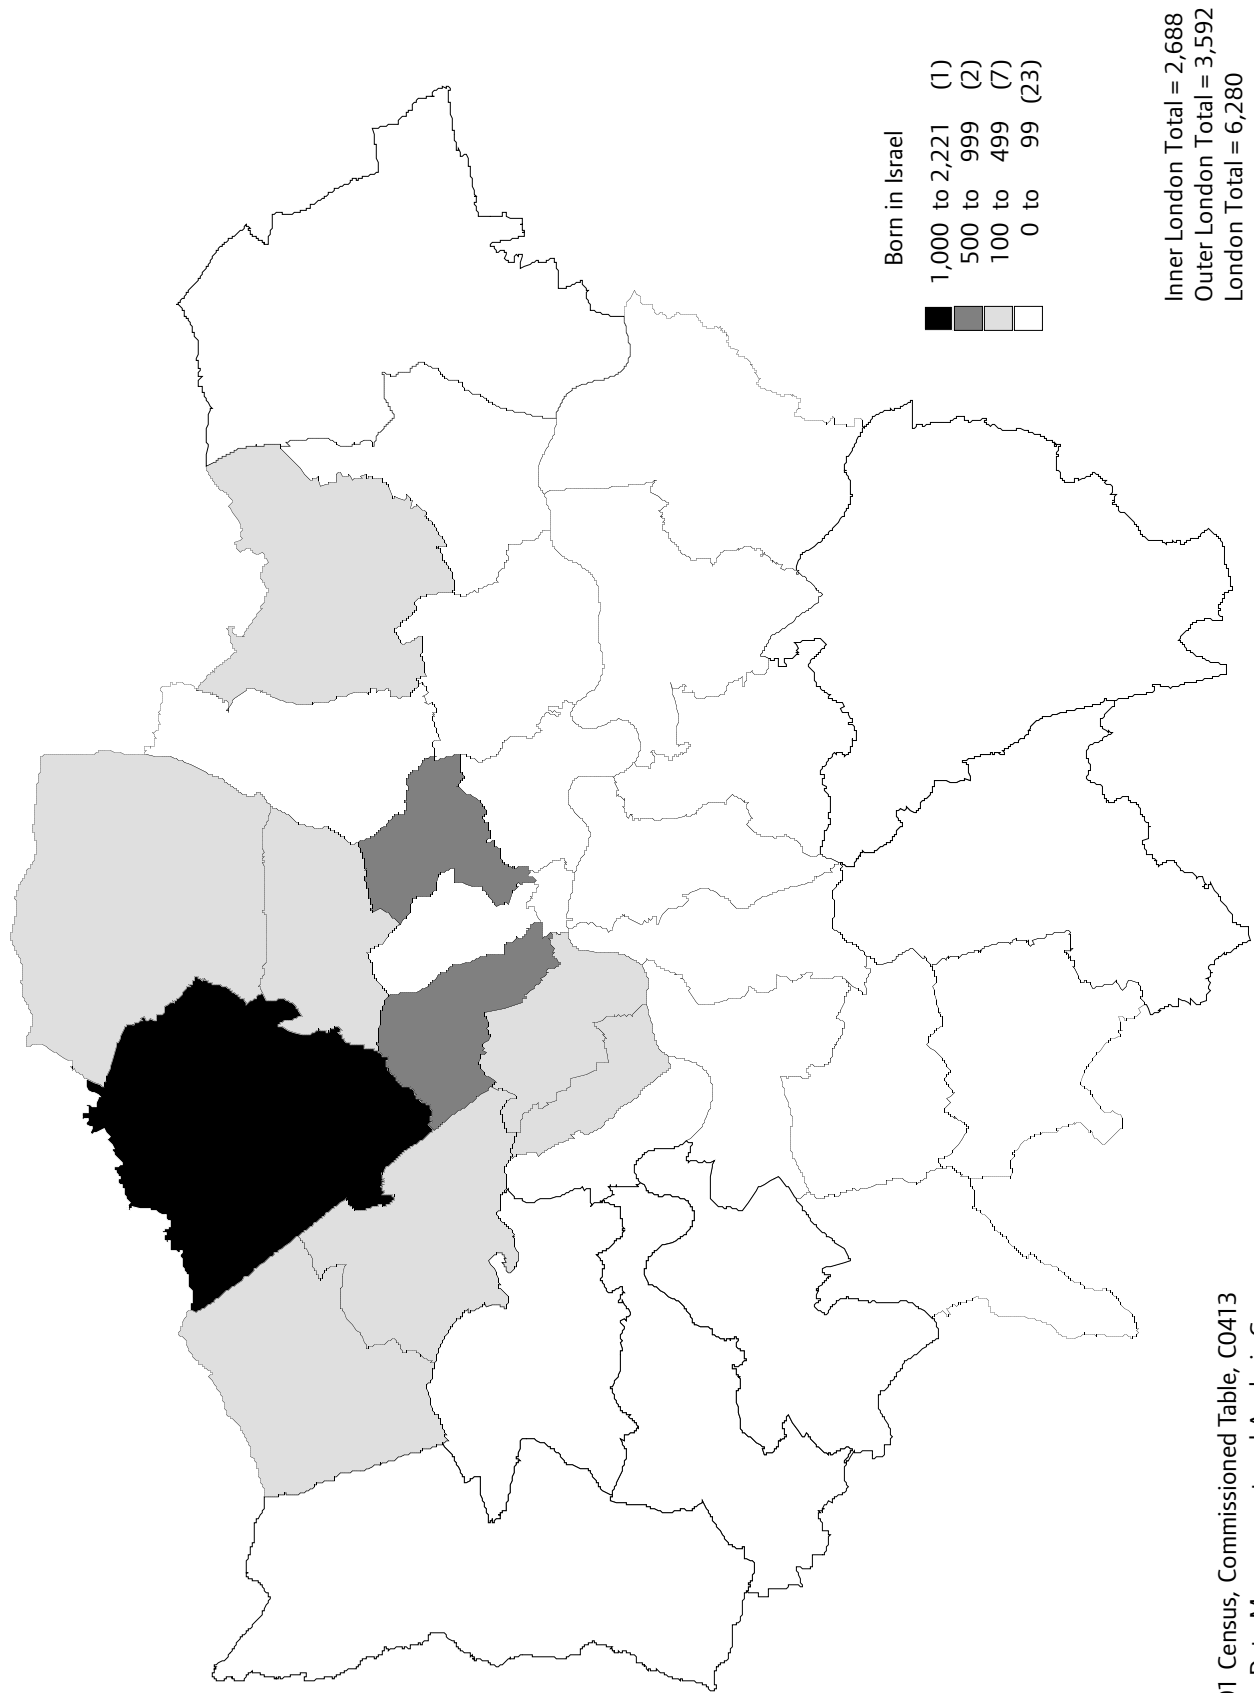 Born in Israel
1,000 to 2,221 (1)
500 to 999 (2)
100 to 499 (7)
0 to 99 (23)
Inner London Total = 2,688
Outer London Total = 3,592
London Total = 6,280
Census, Commissioned Table, C0413